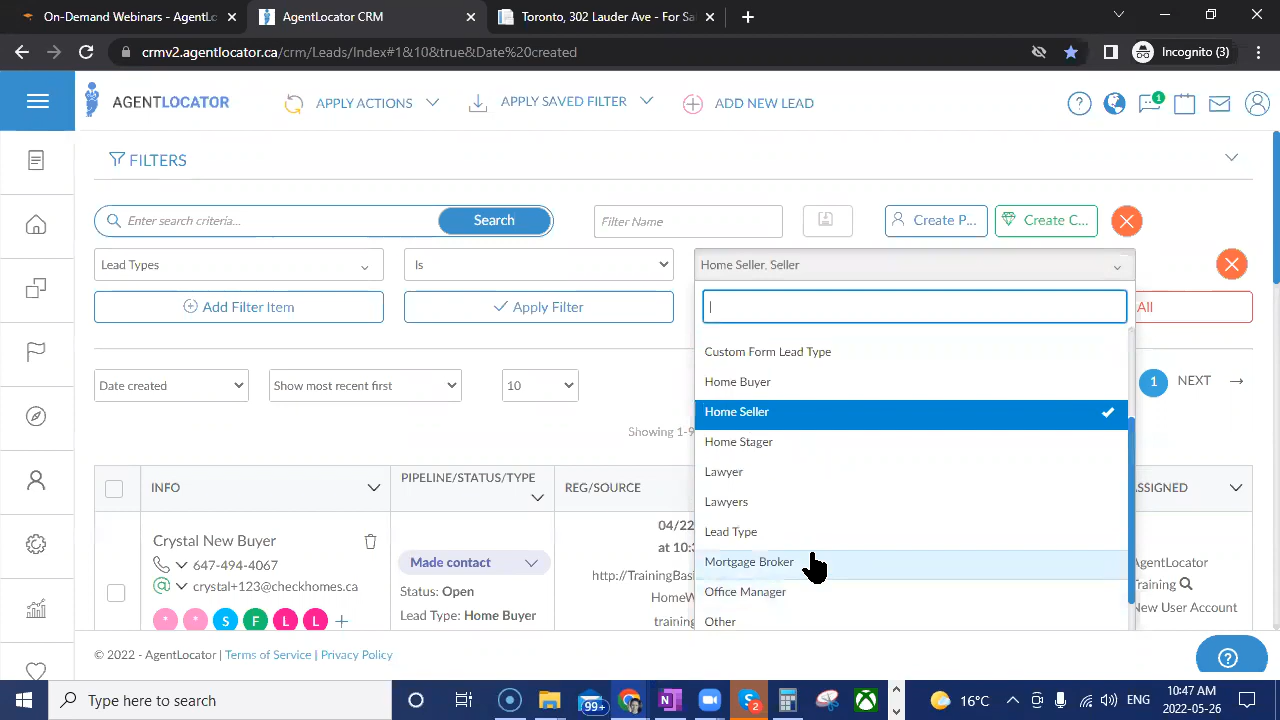 On-Demand Webinars - AgentLo
AgentLocator CRM
Toronto, 302 Lauder Ave - For Sa
crmv2.agentlocator.ca/crm/Leads/Index#1&10&true&Date%20created
Incognito (3)
AGENTLOCATOR
APPLY ACTIONS
APPLY SAVED FILTER
ADD NEW LEAD
1
FILTERS
Enter search criteria...
Search
Filter Name
Create P...
Create C...
Lead Types
Is
Home Seller, Seller
Add Filter Item
Apply Filter
All
Custom Form Lead Type
Home Buyer
Home Seller
Home Stager
Lawyer
Lawyers
Lead Type
Mortgage Broker
Office Manager
Other
Date created
Show most recent first
10
1
NEXT
Showing 1-9
INFO
PIPELINE/STATUS/TYPE
REG/SOURCE
ASSIGNED
Crystal New Buyer
647-494-4067
crystal+123@checkhomes.ca
* * S F L L +
Made contact
Status: Open
Lead Type: Home Buyer
04/22
at 10:3
http://TrainingBasi
HomeW
training
AgentLocator
Training
New User Account
© 2022 - AgentLocator | Terms of Service | Privacy Policy
Type here to search
99+
2
16°C
ENG
10:47 AM
2022-05-26